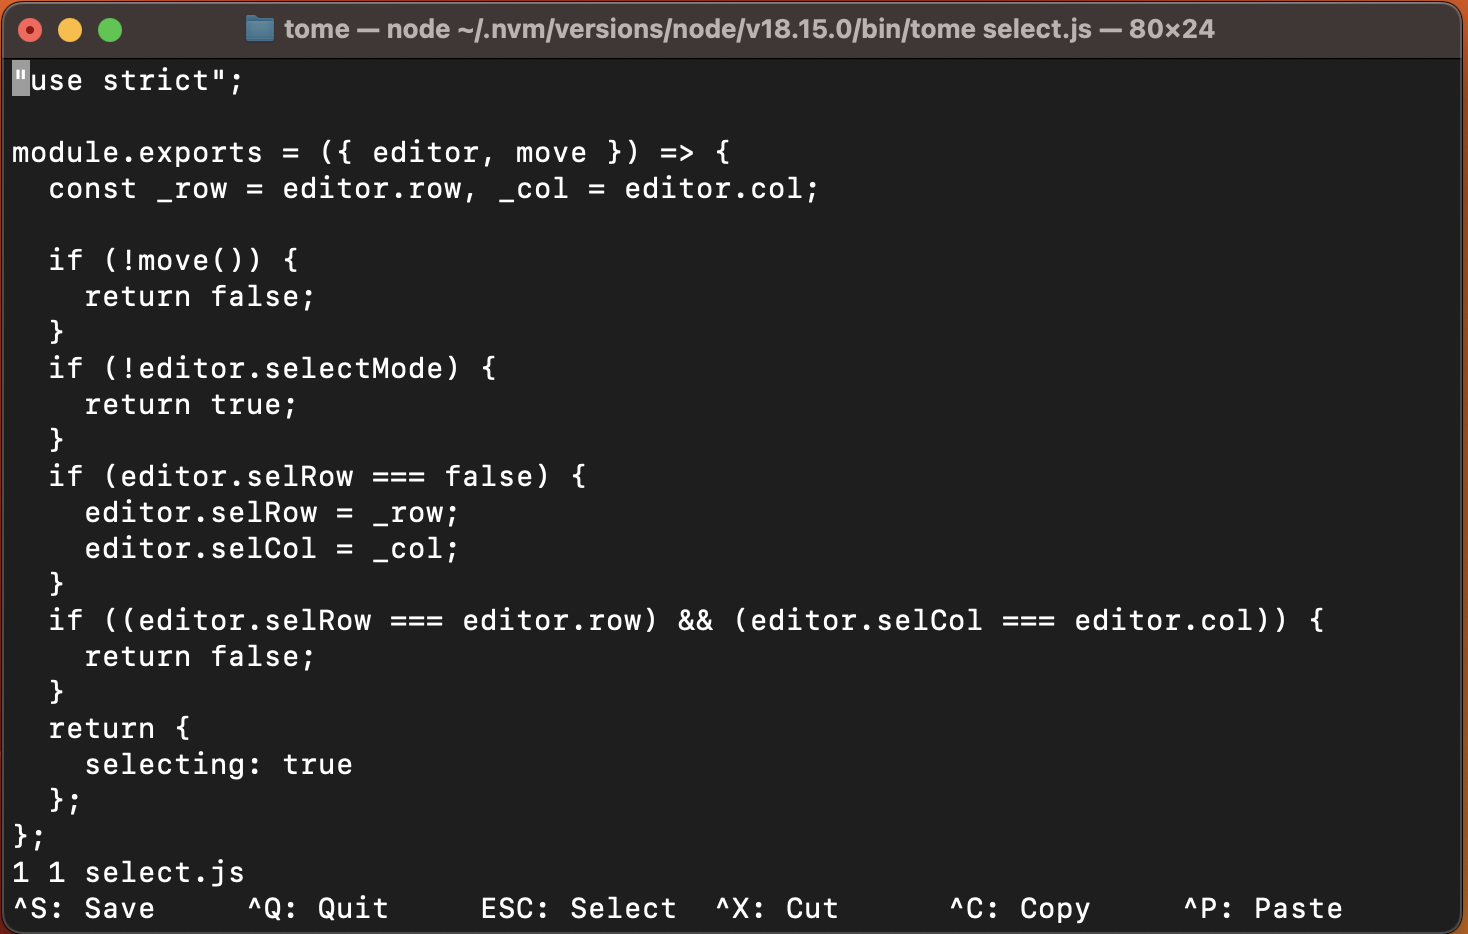 tome — node ~/.nvm/versions/node/v18.15.0/bin/tome select.js — 80×24
"use strict";

module.exports = ({ editor, move }) => {
  const _row = editor.row, _col = editor.col;

  if (!move()) {
    return false;
  }
  if (!editor.selectMode) {
    return true;
  }
  if (editor.selRow === false) {
    editor.selRow = _row;
    editor.selCol = _col;
  }
  if ((editor.selRow === editor.row) && (editor.selCol === editor.col)) {
    return false;
  }
  return {
    selecting: true
  };
};
1 1 select.js
^S: Save     ^Q: Quit     ESC: Select  ^X: Cut      ^C: Copy     ^P: Paste